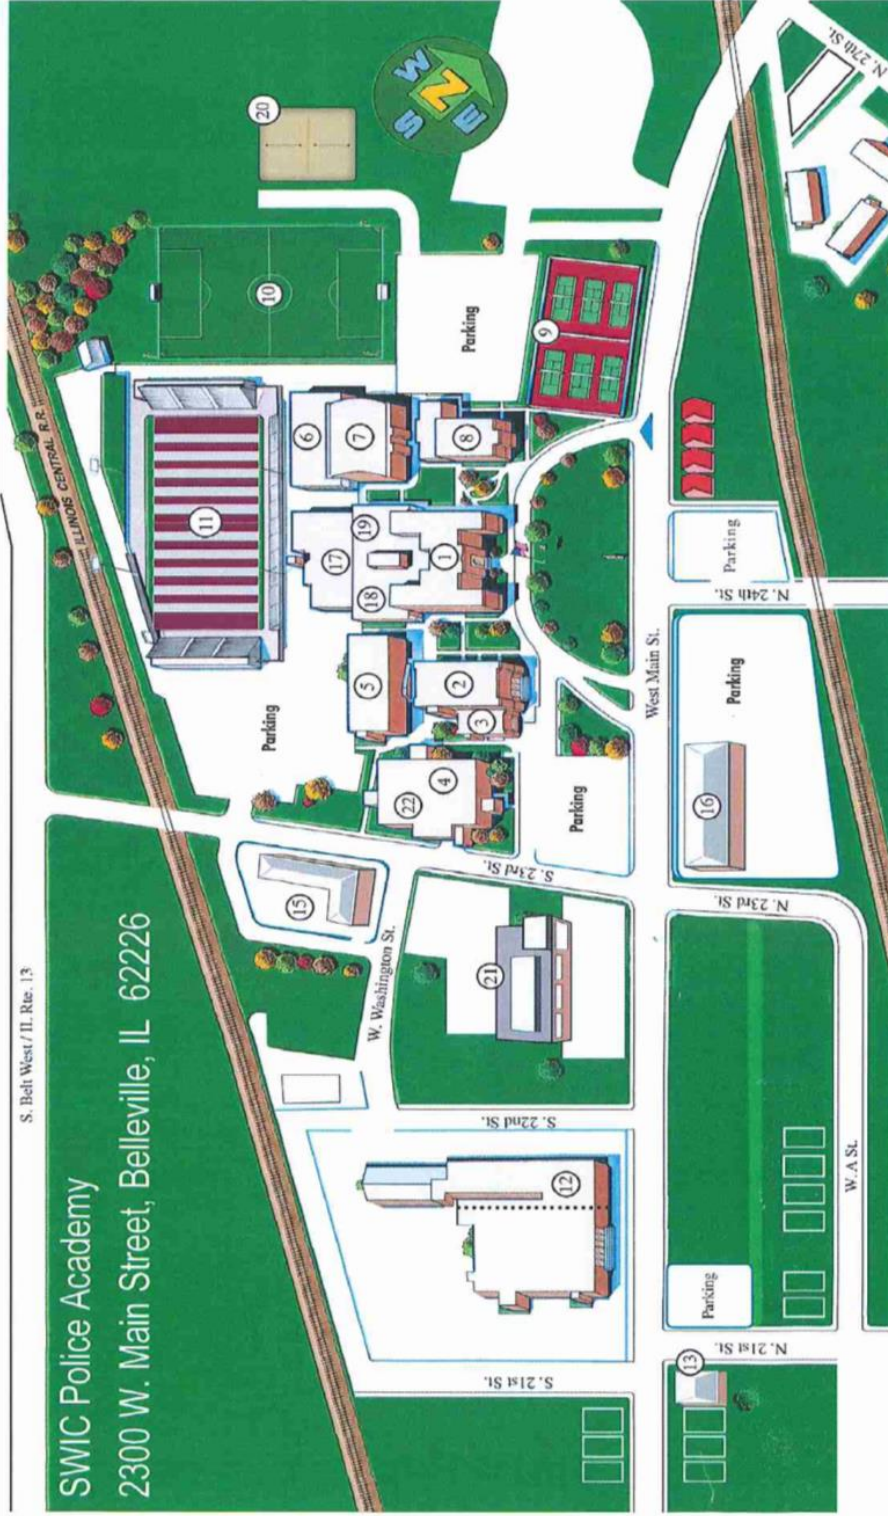 S. Belt West / Il. Rte. 13
SWIC Police Academy
2300 W. Main Street, Belleville, IL 62226
ILLINOIS CENTRAL R.R.
20
S
W
N
E
10
11
Parking
Parking
6
7
8
9
17
19
18
1
5
2
3
22
4
Parking
15
S. 23rd St.
W. Washington St.
21
S. 22nd St.
12
S. 21st St.
West Main St.
N. 27th St.
Parking
N. 24th St.
Parking
16
N. 23rd St.
W. A St.
Parking
N. 21st St.
13